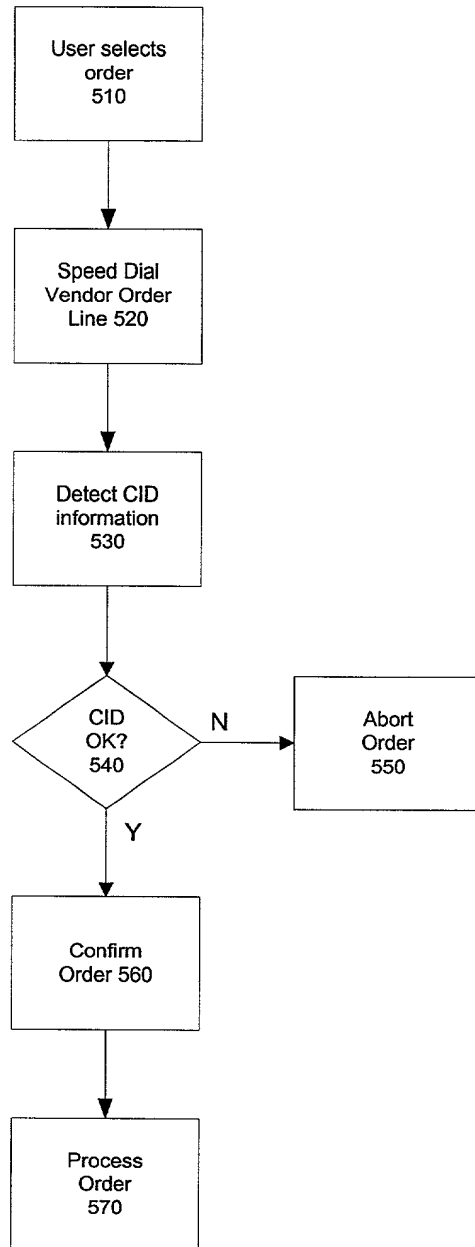 User selects
order
510
Speed Dial
Vendor Order
Line 520
Detect CID
information
530
CID
OK?
540
N
Abort
Order
550
Y
Confirm
Order 560
Process
Order
570